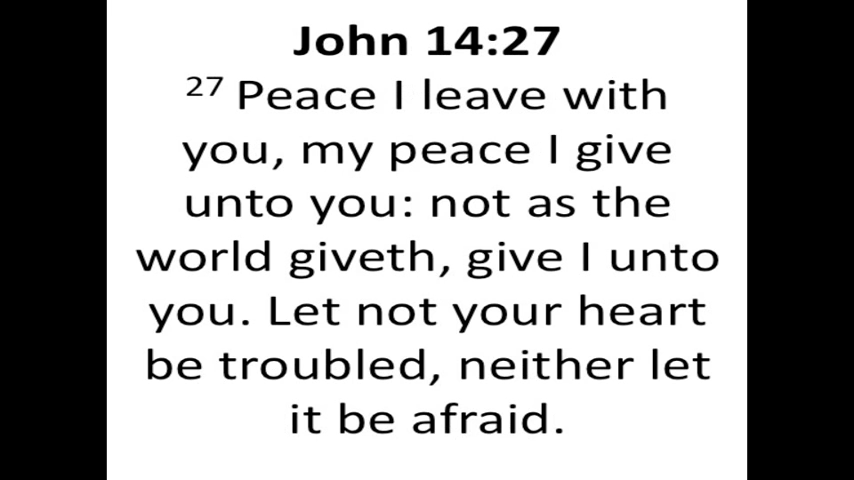 John 14:27
27 Peace I leave with
you, my peace I give
unto you: not as the
world giveth, give I unto
you. Let not your heart
be troubled, neither let
it be afraid.